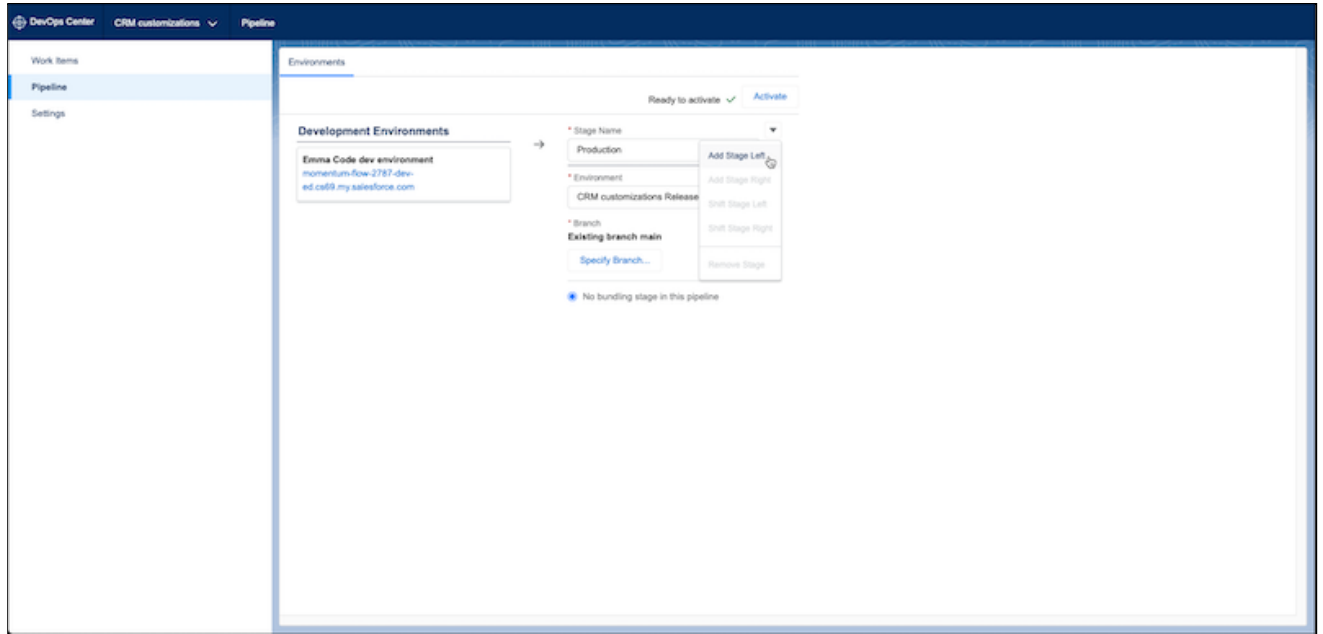 DevOps Center CRM customizations Pipeline
Work Items
Pipeline
Settings
Environments
Ready to activate Activate
Development Environments
Emma Code dev environment
momentum-flow-2787-dev-
ed.cs69.my.salesforce.com
* Stage Name
Production
* Environment
CRM customizations Release
* Branch
Existing branch main
Specify Branch...
No bundling stage in this pipeline
Add Stage Left
Add Stage Right
Shift Stage Left
Shift Stage Right
Remove Stage